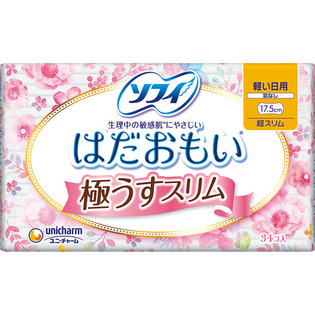 ソフィ
軽い日用
羽なし
17.5cm
超スリム
生理中の敏感肌にやさしい
はだおもい
極うすスリム
unicharm
ユニ・チャーム
34コ入